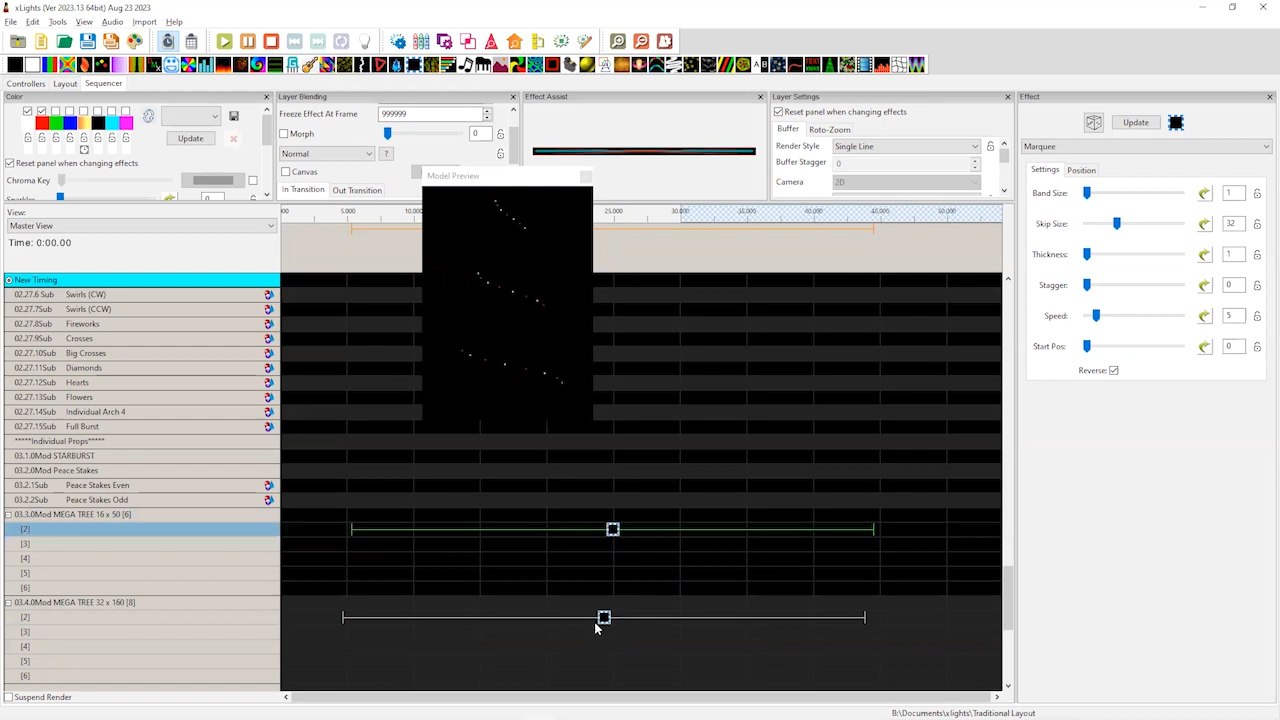 xLights (Ver 2023.13 64bit) Aug 23 2023
File Edit Tools View Audio Import Help
Controllers Layout Sequencer
Color
Layer Blending
Effect Assist
Layer Settings
Effect
Freeze Effect At Frame 999999
Reset panel when changing effects
Morph 0
Buffer Roto-Zoom
Update
Update
Normal ?
Render Style Single Line
Marquee
Reset panel when changing effects
Canvas
Buffer Stagger 0
Settings Position
Chroma Key
Model Preview
Camera 2D
In Transition Out Transition
Band Size: 1
View:
5.000 10.000 25.000 30.000 35.000 40.000 45.000 50.000
Master View
Skip Size: 32
Time: 0:00.00
Thickness: 1
New Timing
Stagger: 0
02.27.6 Sub Swirls (CW)
02.27.7Sub Swirls (CCW)
Speed: 5
02.27.8Sub Fireworks
02.27.9Sub Crosses
Start Pos: 0
02.27.10Sub Big Crosses
02.27.11Sub Diamonds
Reverse:
02.27.12Sub Hearts
02.27.13Sub Flowers
02.27.14Sub Individual Arch 4
02.27.15Sub Full Burst
*****Individual Props*****
03.1.0Mod STARBURST
03.2.0Mod Peace Stakes
03.2.1Sub Peace Stakes Even
03.2.2Sub Peace Stakes Odd
03.3.0Mod MEGA TREE 16 x 50 [6]
[2]
[3]
[4]
[5]
[6]
03.4.0Mod MEGA TREE 32 x 160 [8]
[2]
[3]
[4]
[5]
[6]
Suspend Render
B:\Documents\xlights\Traditional Layout